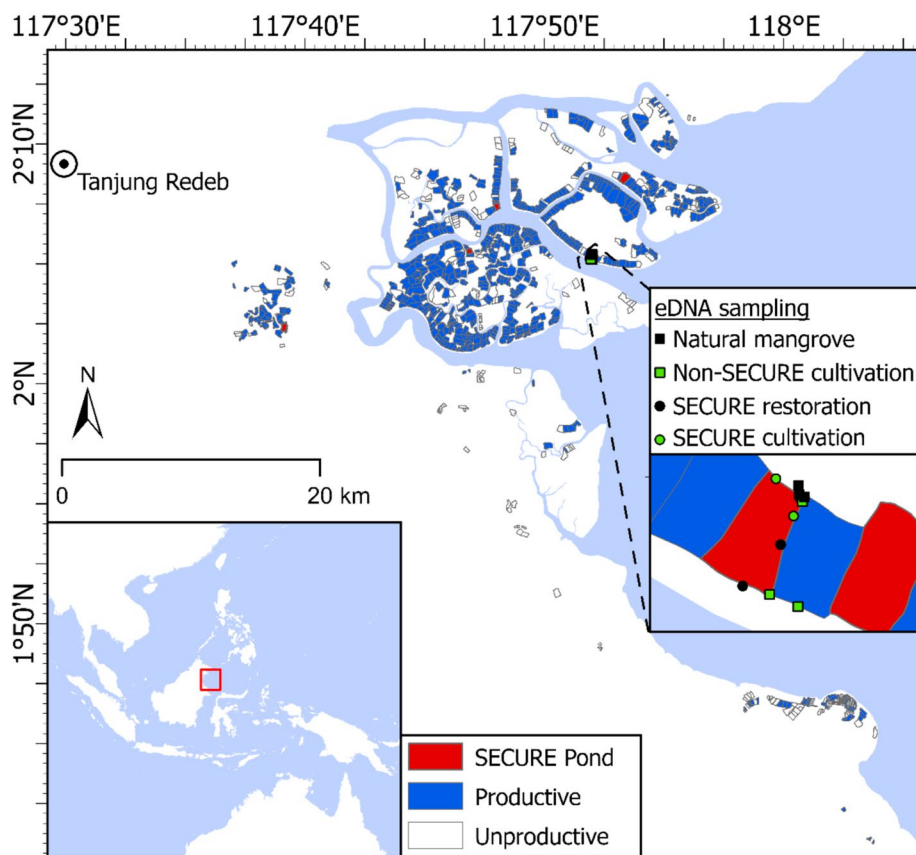 117°30'E
117°40'E
117°50'E
118°E
2°10'N
Tanjung Redeb
2°N
1°50'N
N
0
20 km
eDNA sampling
Natural mangrove
Non-SECURE cultivation
SECURE restoration
SECURE cultivation
SECURE Pond
Productive
Unproductive